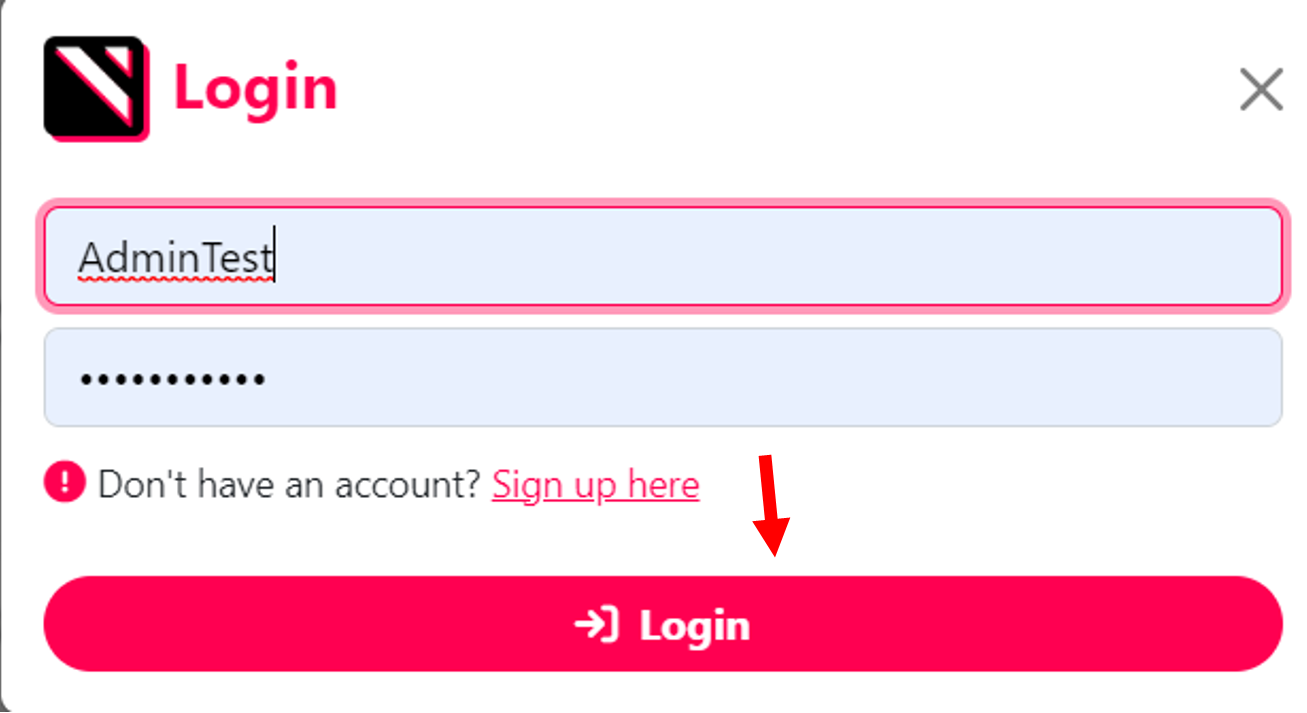 Login
AdminTest
•••••••••••
Don't have an account? Sign up here
Login